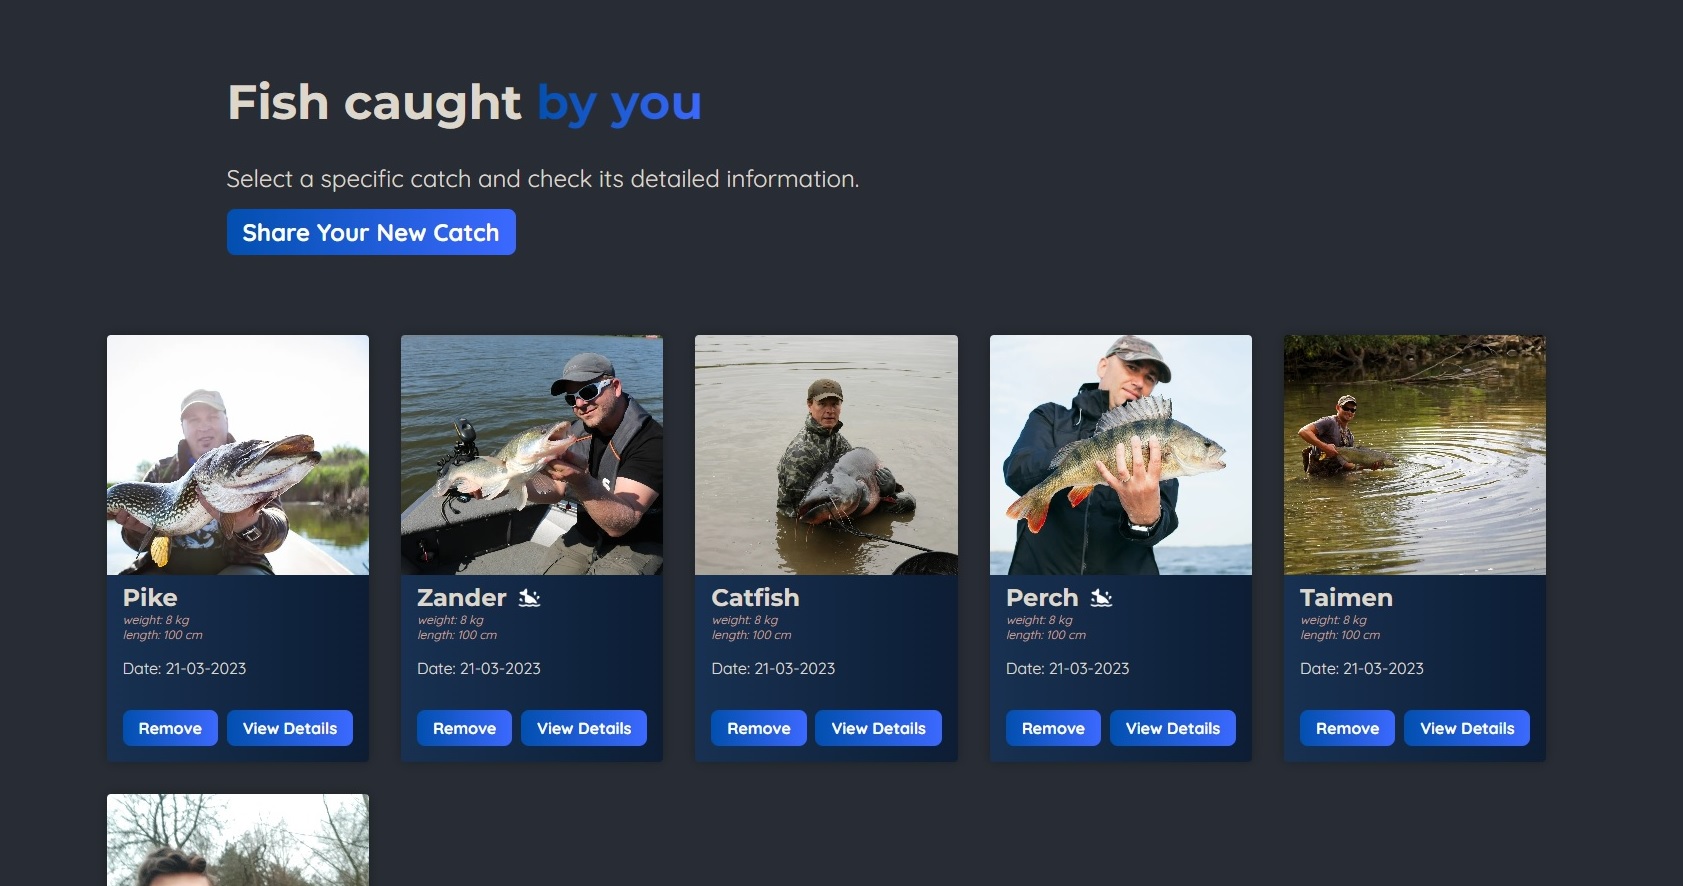 Fish caught by you
Select a specific catch and check its detailed information.
Share Your New Catch
Pike
weight: 8 kg
length: 100 cm
Date: 21-03-2023
Remove
View Details
Zander
weight: 8 kg
length: 100 cm
Date: 21-03-2023
Remove
View Details
Catfish
weight: 8 kg
length: 100 cm
Date: 21-03-2023
Remove
View Details
Perch
weight: 8 kg
length: 100 cm
Date: 21-03-2023
Remove
View Details
Taimen
weight: 8 kg
length: 100 cm
Date: 21-03-2023
Remove
View Details